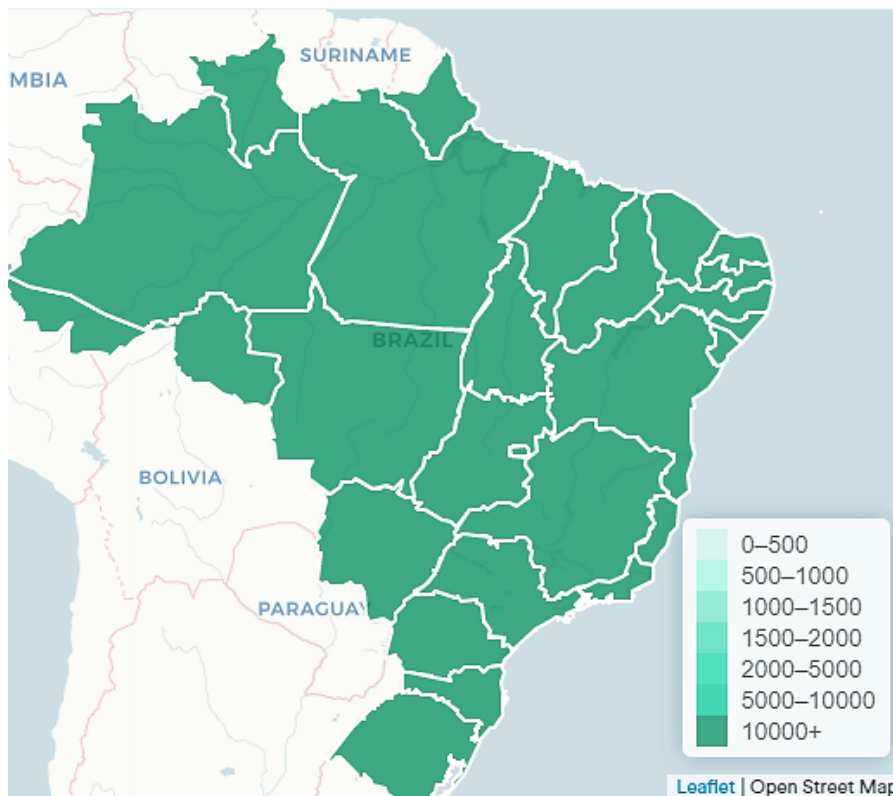 SURINAME
MBIA
BRAZIL
BOLIVIA
PARAGUAY
0–500
500–1000
1000–1500
1500–2000
2000–5000
5000–10000
10000+
Leaflet | Open Street Map